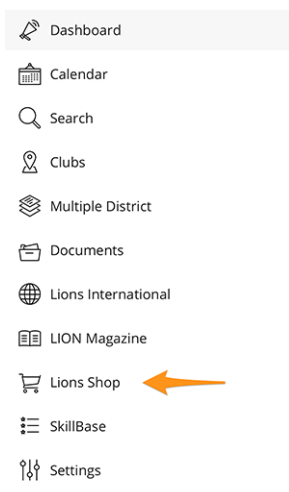 Dashboard
Calendar
Search
Clubs
Multiple District
Documents
Lions International
LION Magazine
Lions Shop
SkillBase
Settings